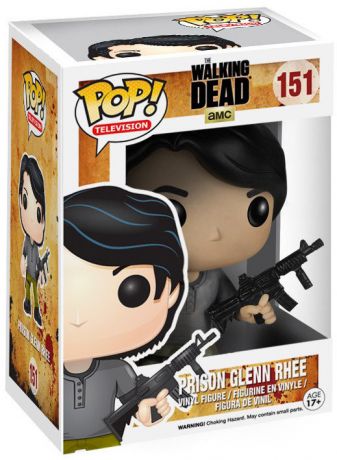 POP!
TELEVISION
THE
WALKING
DEAD
amc
151
PRISON GLENN RHEE
151
PRISON GLENN RHEE
VINYL FIGURE / FIGURINE EN VINYLE /
FIGURA DE VINIL
WARNING! Choking Hazard. May contain small parts.
AGE
17+